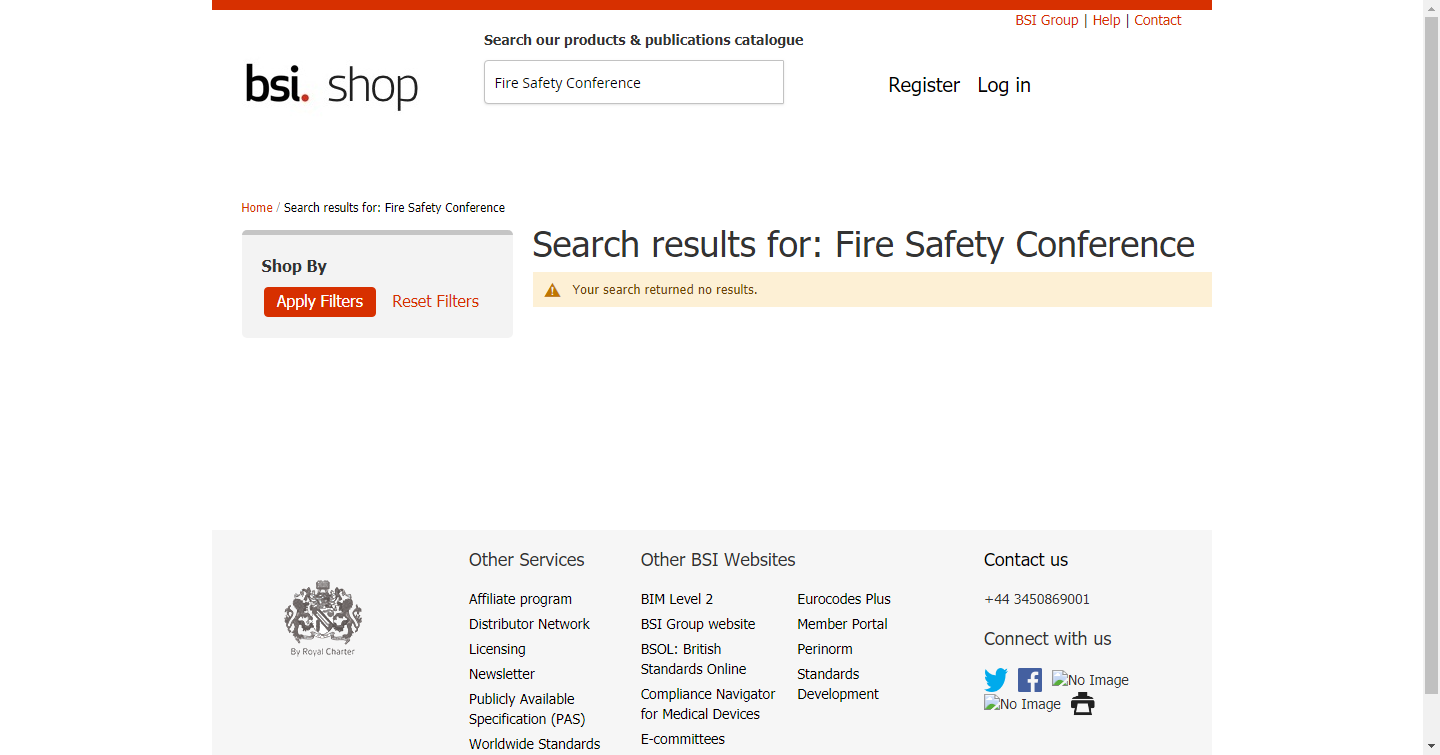 BSI Group | Help | Contact
Search our products & publications catalogue
bsi. shop
Fire Safety Conference
Register Log in
Home / Search results for: Fire Safety Conference
Shop By
Apply Filters Reset Filters
Search results for: Fire Safety Conference
Your search returned no results.
By Royal Charter
Other Services
Affiliate program
Distributor Network
Licensing
Newsletter
Publicly Available
Specification (PAS)
Worldwide Standards
Other BSI Websites
BIM Level 2
BSI Group website
BSOL: British
Standards Online
Compliance Navigator
for Medical Devices
E-committees
Eurocodes Plus
Member Portal
Perinorm
Standards
Development
Contact us
+44 3450869001
Connect with us
No Image
No Image